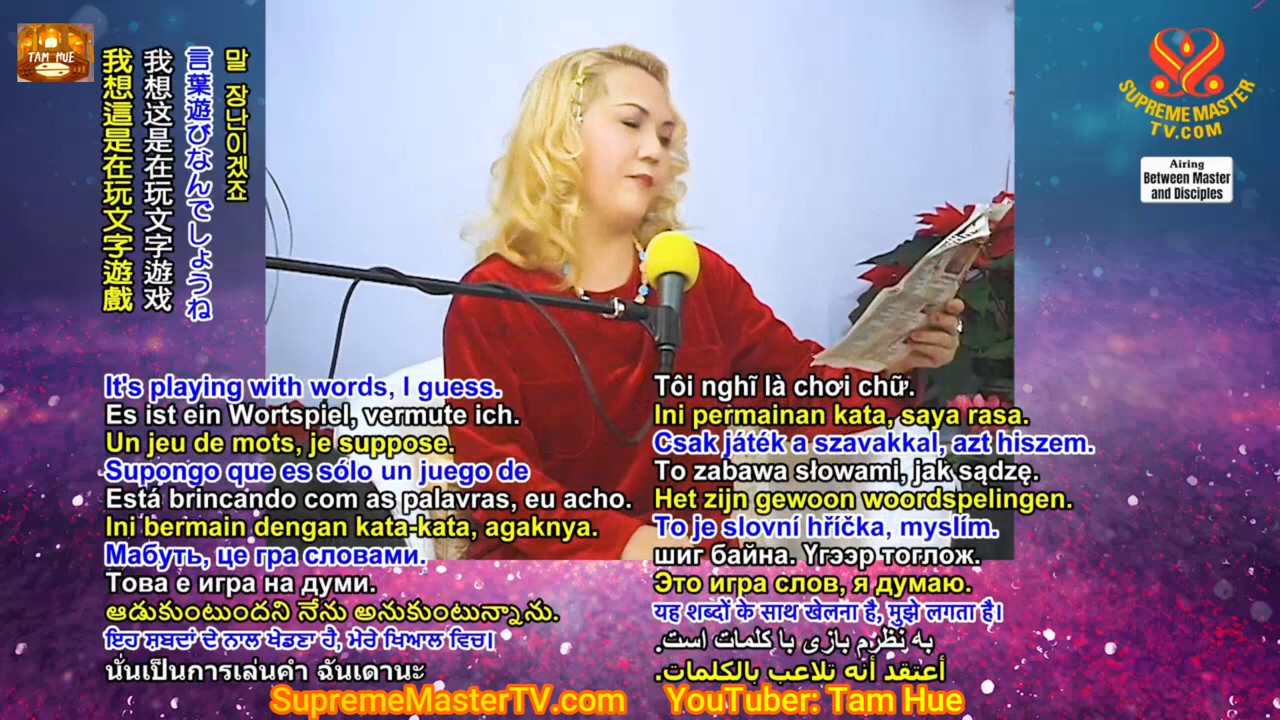 TAM HUE
我想這是在玩文字遊戲
我想这是在玩文字遊戏
言葉遊びなんでしょうね
말 장난이겠죠
SUPREME MASTER
TV.COM
Airing
Between Master
and Disciples
It's playing with words, I guess.
Es ist ein Wortspiel, vermute ich.
Un jeu de mots, je suppose.
Supongo que es sólo un juego de
Está brincando com as palavras, eu acho.
Ini bermain dengan kata-kata, agaknya.
Мабуть, це гра словами.
Това е игра на думи.
ఆడుకుంటుందని నేను అనుకుంటున్నాను.
ਇਹ ਸ਼ਬਦਾਂ ਦੇ ਨਾਲ ਖੇਡਣਾ ਹੈ, ਮੇਰੇ ਖਿਆਲ ਵਿਚ।
นั่นเป็นการเล่นคำ ฉันเดานะ
Tôi nghĩ là chơi chữ.
Ini permainan kata, saya rasa.
Csak játék a szavakkal, azt hiszem.
To zabawa słowami, jak sądzę.
Het zijn gewoon woordspelingen.
To je slovní hříčka, myslím.
шиг байна. Үгээр тоглож.
Это игра слов, я думаю.
यह शब्दों के साथ खेलना है, मुझे लगता है।
به نظرم بازی با کلمات است.
أعتقد أنه تلاعب بالكلمات.
SupremeMasterTV.com
YouTuber: Tam Hue